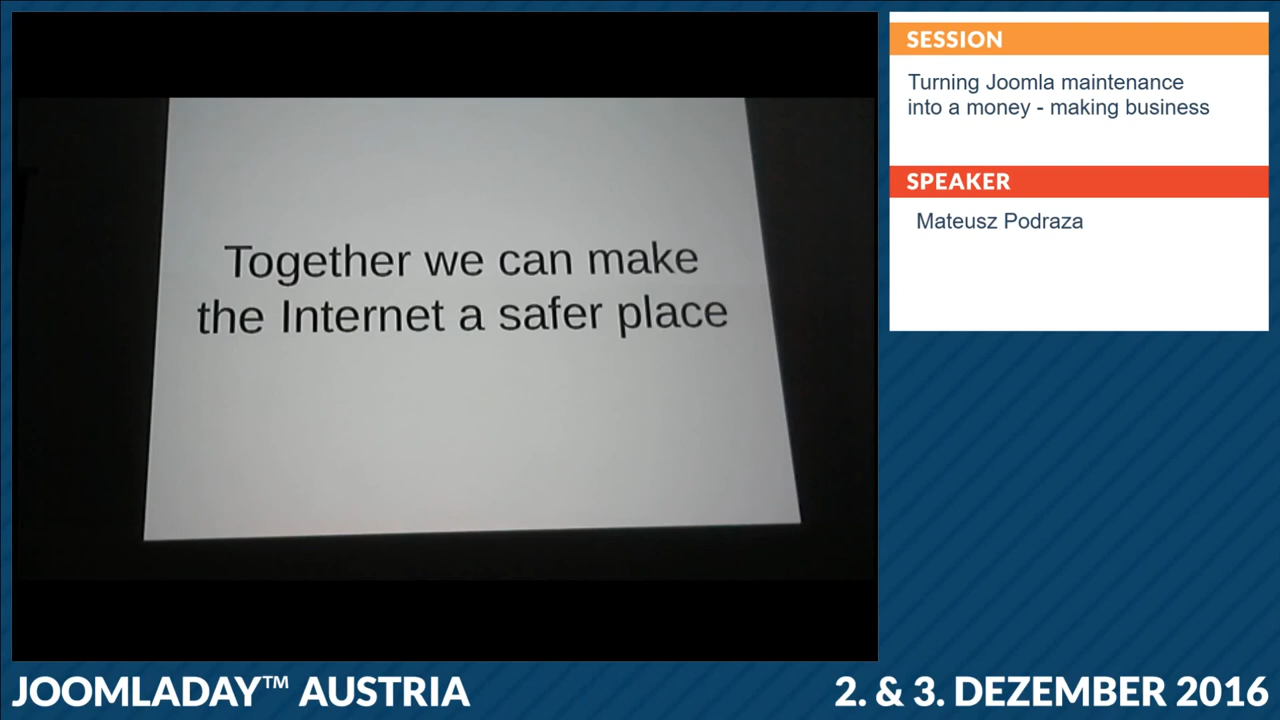 Together we can make
the Internet a safer place
SESSION
Turning Joomla maintenance
into a money - making business
SPEAKER
Mateusz Podraza
JOOMLADAY™ AUSTRIA
2. & 3. DEZEMBER 2016